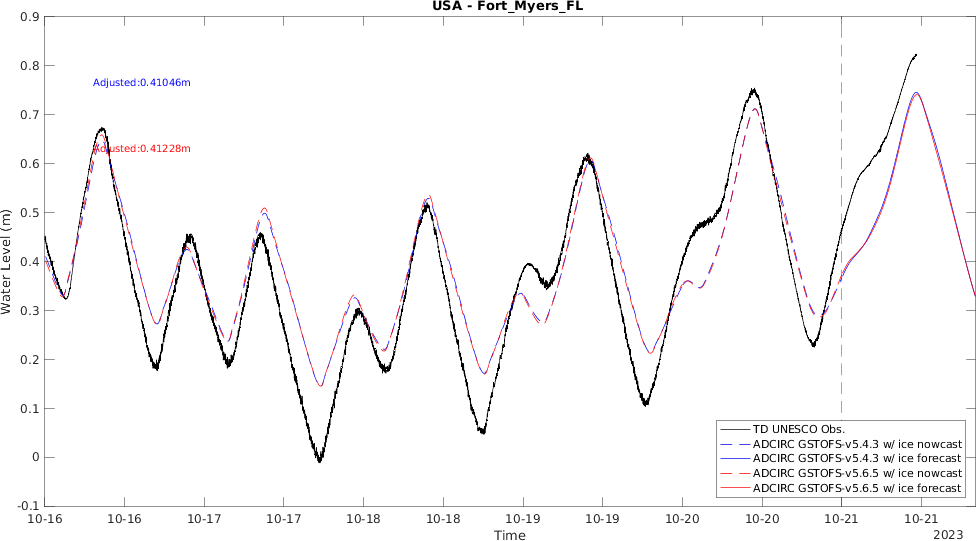 USA - Fort_Myers_FL
0.9
0.8
0.7
0.6
0.5
0.4
0.3
0.2
0.1
0
-0.1
Water Level (m)
Adjusted:0.41046m
Adjusted:0.41228m
TD UNESCO Obs.
ADCIRC GSTOFS-v5.4.3 w/ ice nowcast
ADCIRC GSTOFS-v5.4.3 w/ ice forecast
ADCIRC GSTOFS-v5.6.5 w/ ice nowcast
ADCIRC GSTOFS-v5.6.5 w/ ice forecast
10-16 10-16 10-17 10-17 10-18 10-18 10-19 10-19 10-20 10-20 10-21 10-21
Time
2023